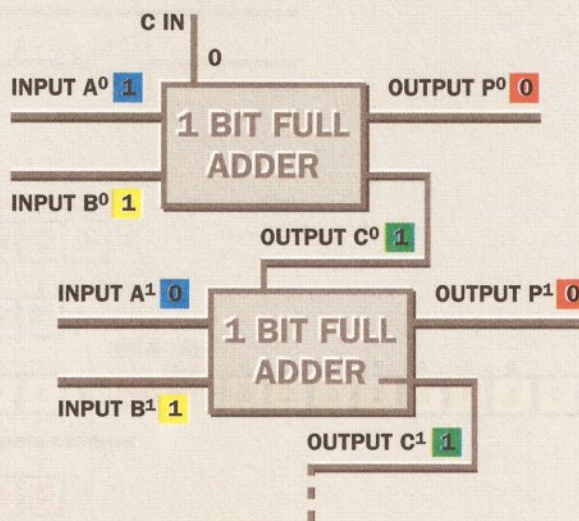 C IN
0
INPUT A⁰ 1
OUTPUT P⁰ 0
1 BIT FULL
ADDER
INPUT B⁰ 1
OUTPUT C⁰ 1
INPUT A¹ 0
OUTPUT P¹ 0
1 BIT FULL
ADDER
INPUT B¹ 1
OUTPUT C¹ 1